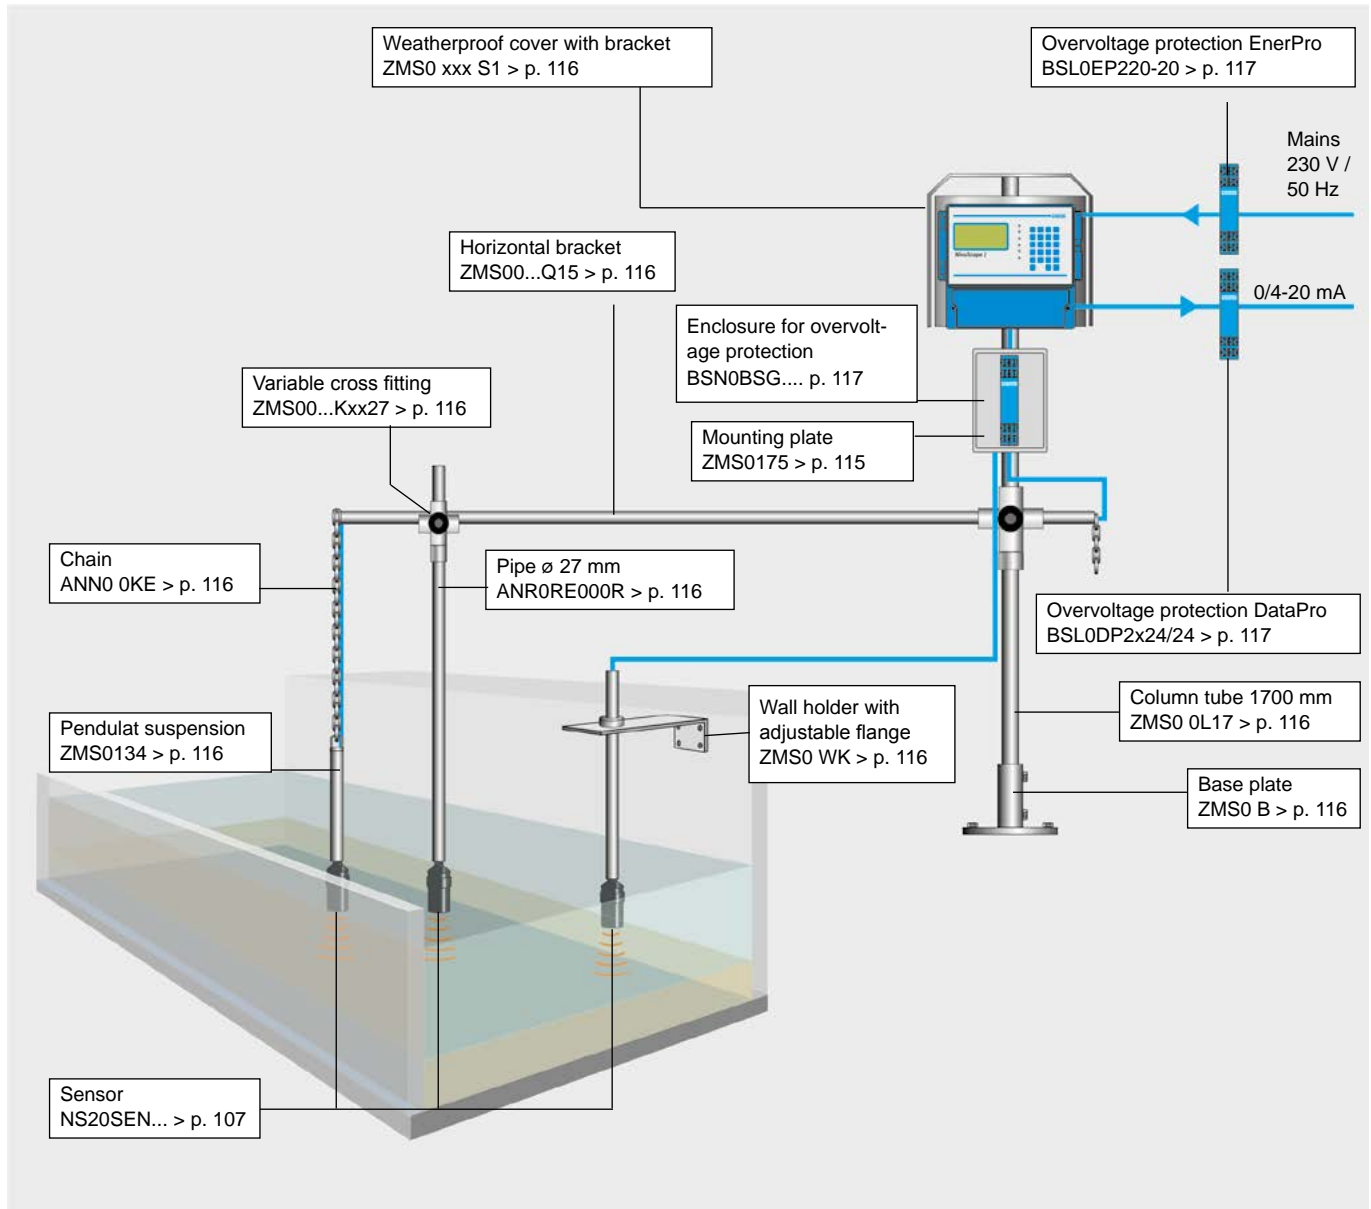 Weatherproof cover with bracket
ZMS0 xxx S1 > p. 116
Overvoltage protection EnerPro
BSL0EP220-20 > p. 117
Mains
230 V /
50 Hz
Horizontal bracket
ZMS00...Q15 > p. 116
0/4-20 mA
Enclosure for overvolt-
age protection
BSN0BSG.... p. 117
Variable cross fitting
ZMS00...Kxx27 > p. 116
Mounting plate
ZMS0175 > p. 115
Chain
ANN0 0KE > p. 116
Pipe ø 27 mm
ANR0RE000R > p. 116
Overvoltage protection DataPro
BSL0DP2x24/24 > p. 117
Pendulat suspension
ZMS0134 > p. 116
Wall holder with
adjustable flange
ZMS0 WK > p. 116
Column tube 1700 mm
ZMS0 0L17 > p. 116
Base plate
ZMS0 B > p. 116
Sensor
NS20SEN... > p. 107